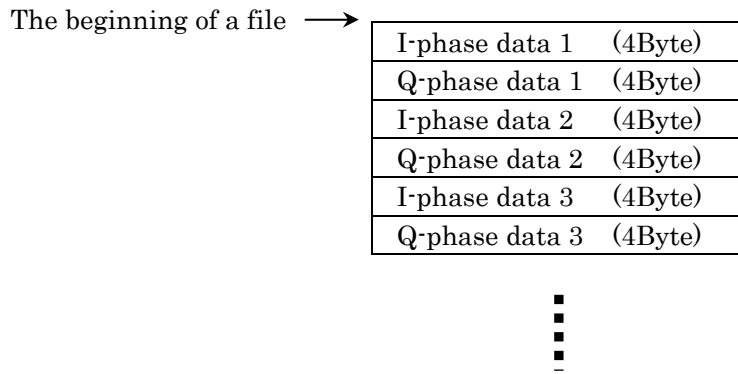 The beginning of a file
I-phase data 1 (4Byte)
Q-phase data 1 (4Byte)
I-phase data 2 (4Byte)
Q-phase data 2 (4Byte)
I-phase data 3 (4Byte)
Q-phase data 3 (4Byte)